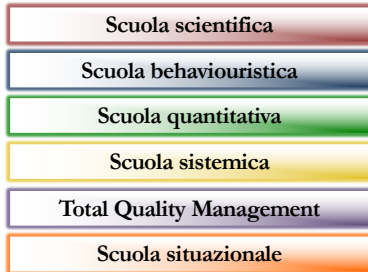 Scuola scientifica
Scuola behaviouristica
Scuola quantitativa
Scuola sistemica
Total Quality Management
Scuola situazionale